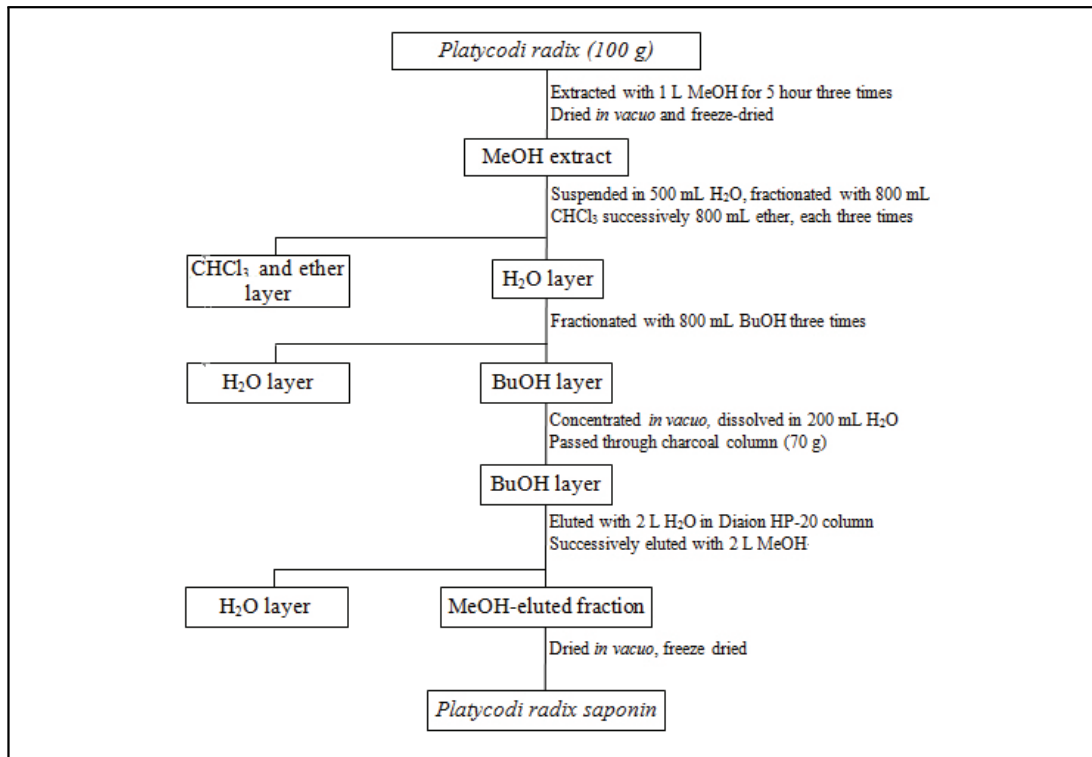 Platycodi radix (100 g)
Extracted with 1 L MeOH for 5 hour three times
Dried in vacuo and freeze-dried
MeOH extract
Suspended in 500 mL H₂O, fractionated with 800 mL
CHCl₃ successively 800 mL ether, each three times
CHCl₃ and ether
layer
H₂O layer
Fractionated with 800 mL BuOH three times
H₂O layer
BuOH layer
Concentrated in vacuo, dissolved in 200 mL H₂O
Passed through charcoal column (70 g)
BuOH layer
Eluted with 2 L H₂O in Diaion HP-20 column
Successively eluted with 2 L MeOH
H₂O layer
MeOH-eluted fraction
Dried in vacuo, freeze dried
Platycodi radix saponin